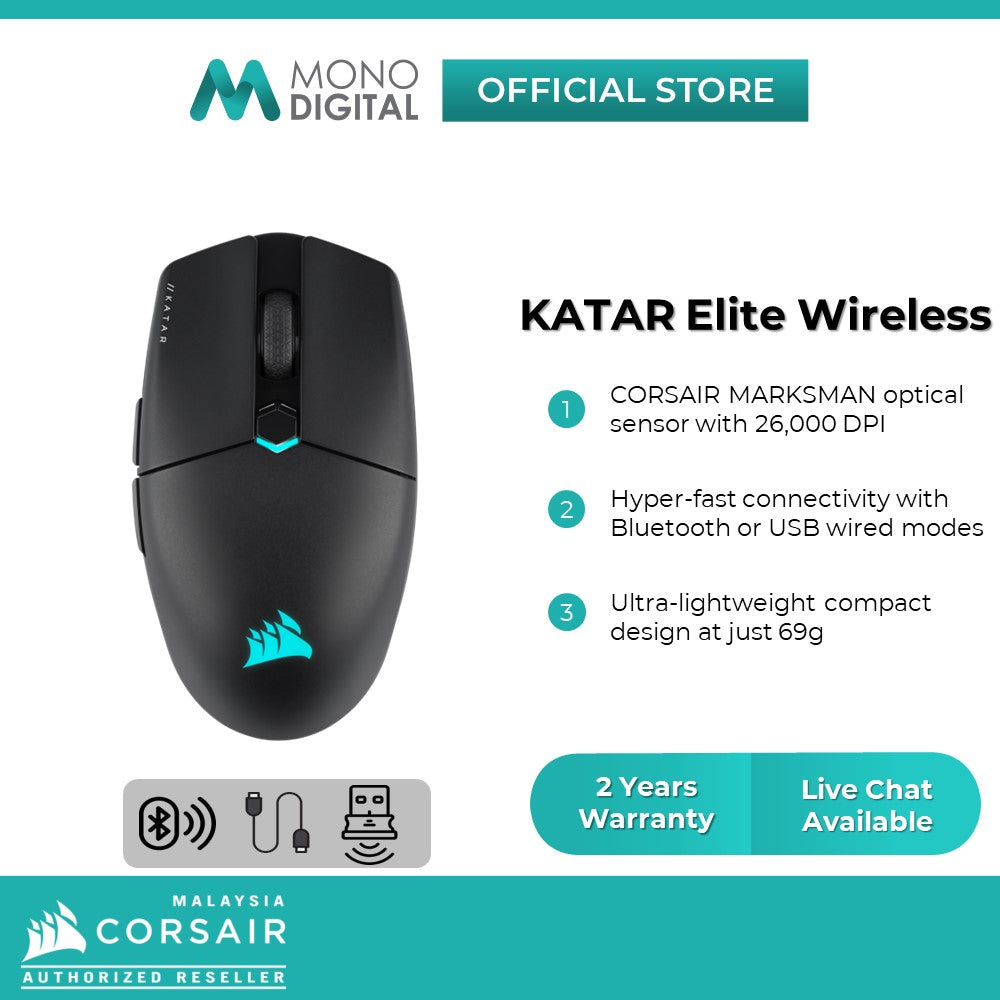 MONO
DIGITAL
OFFICIAL STORE
// KATAR
KATAR Elite Wireless
1
CORSAIR MARKSMAN optical
sensor with 26,000 DPI
2
Hyper-fast connectivity with
Bluetooth or USB wired modes
3
Ultra-lightweight compact
design at just 69g
2 Years
Warranty
Live Chat
Available
MALAYSIA
CORSAIR
AUTHORIZED RESELLER